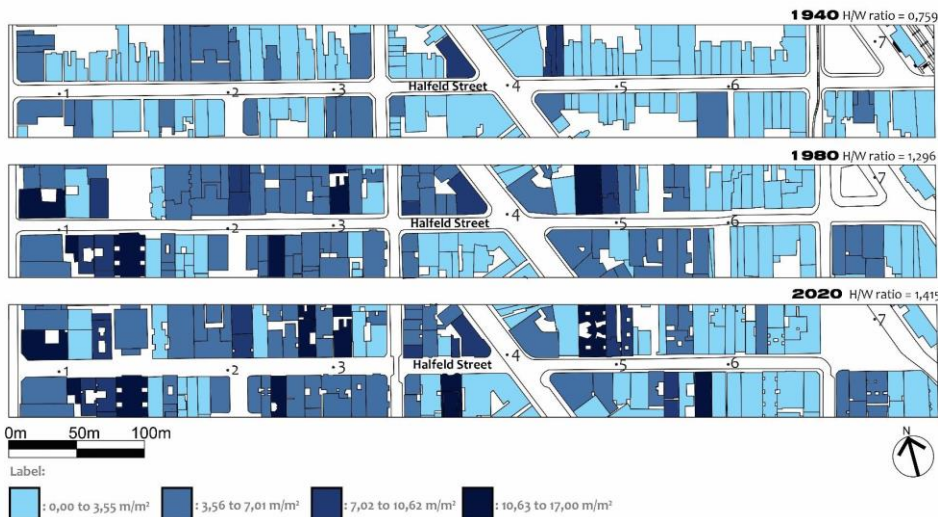 1940 H/W ratio = 0,759
•1
•2
•3
Halfeld Street
•4
•5
•6
•7
1980 H/W ratio = 1,296
•1
•2
•3
Halfeld Street
•4
•5
•6
•7
2020 H/W ratio = 1,415
•1
•2
•3
Halfeld Street
•4
•5
•6
•7
0m 50m 100m
N
Label:
: 0,00 to 3,55 m/m² : 3,56 to 7,01 m/m² : 7,02 to 10,62 m/m² : 10,63 to 17,00 m/m²